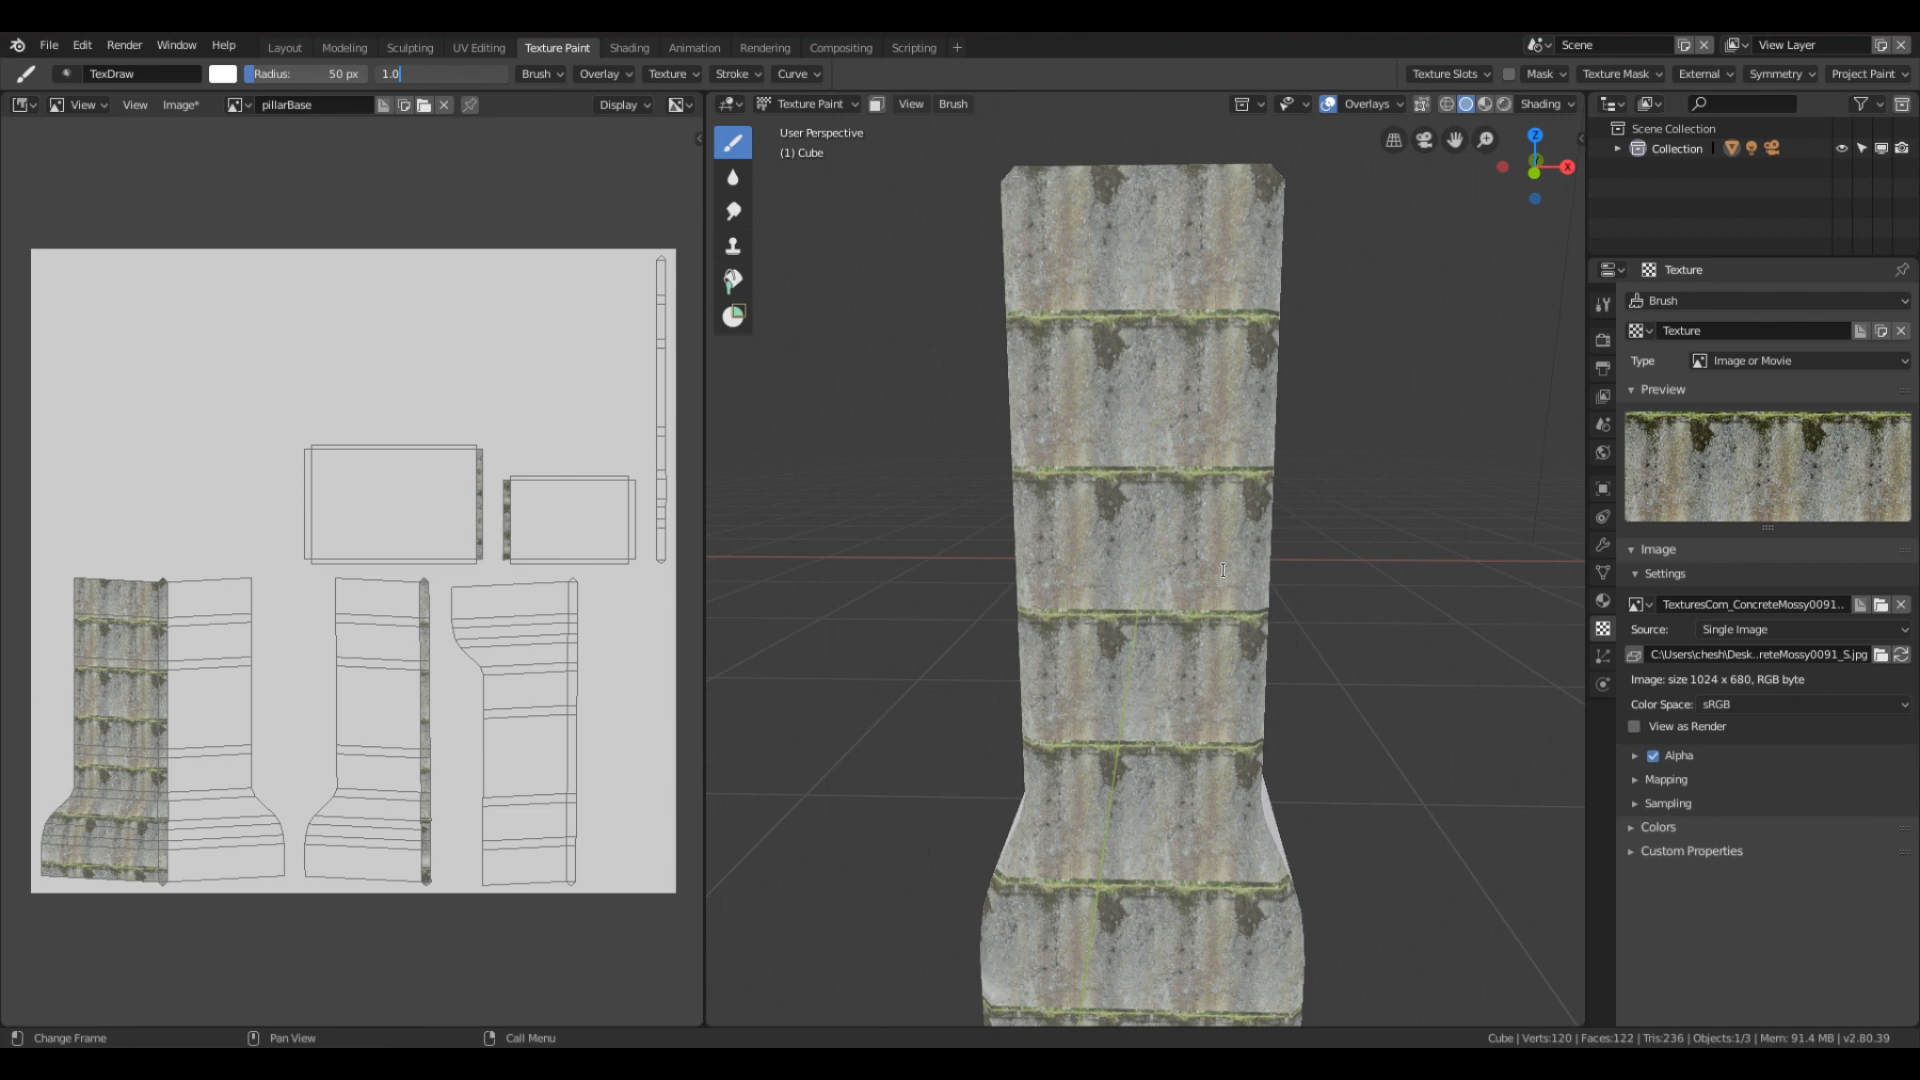 File Edit Render Window Help Layout Modeling Sculpting UV Editing Texture Paint Shading Animation Rendering Compositing Scripting + Scene View Layer
TexDraw Radius: 50 px 1.0 Brush Overlay Texture Stroke Curve Texture Slots Mask Texture Mask External Symmetry Project Paint
View View Image* pillarBase Display Texture Paint View Brush Overlays Shading
User Perspective
(1) Cube
Z
X
Scene Collection
Collection
Texture
Brush
Texture
Type Image or Movie
Preview
Image
Settings
TexturesCom_ConcreteMossy0091..
Source: Single Image
C:\Users\chesh\Desk..reteMossy0091_S.jpg
Image: size 1024 x 680, RGB byte
Color Space: sRGB
View as Render
Alpha
Mapping
Sampling
Colors
Custom Properties
Change Frame Pan View Call Menu Cube | Verts:120 | Faces:122 | Tris:236 | Objects:1/3 | Mem: 91.4 MB | v2.80.39